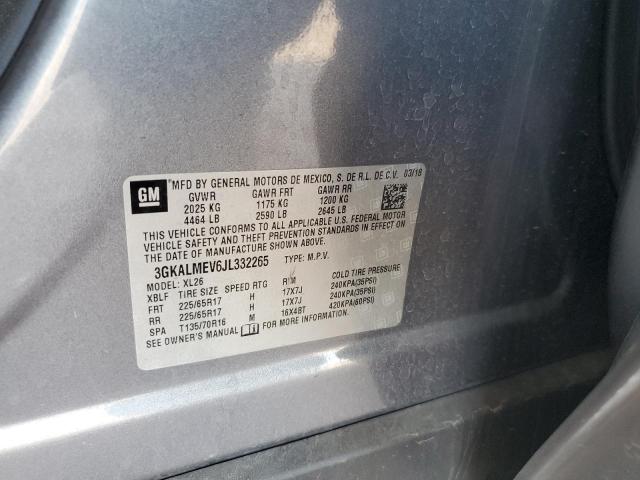 GM
MFD BY GENERAL MOTORS DE MEXICO, S. DE R.L. DE C.V. 03/18
GVWR GAWR FRT GAWR RR
2025 KG 1175 KG 1200 KG
4464 LB 2590 LB 2645 LB
THIS VEHICLE CONFORMS TO ALL APPLICABLE U.S. FEDERAL MOTOR
VEHICLE SAFETY AND THEFT PREVENTION STANDARDS IN EFFECT ON
THE DATE OF MANUFACTURE SHOWN ABOVE.
3GKALMEV6JL332265 TYPE: M.P.V.
MODEL: XL26
XBLF TIRE SIZE SPEED RTG RIM COLD TIRE PRESSURE
FRT 225/65R17 H 17X7J 240KPA(35PSI)
RR 225/65R17 H 17X7J 240KPA(35PSI)
SPA T135/70R16 M 16X4BT 420KPA(60PSI)
SEE OWNER'S MANUAL FOR MORE INFORMATION.